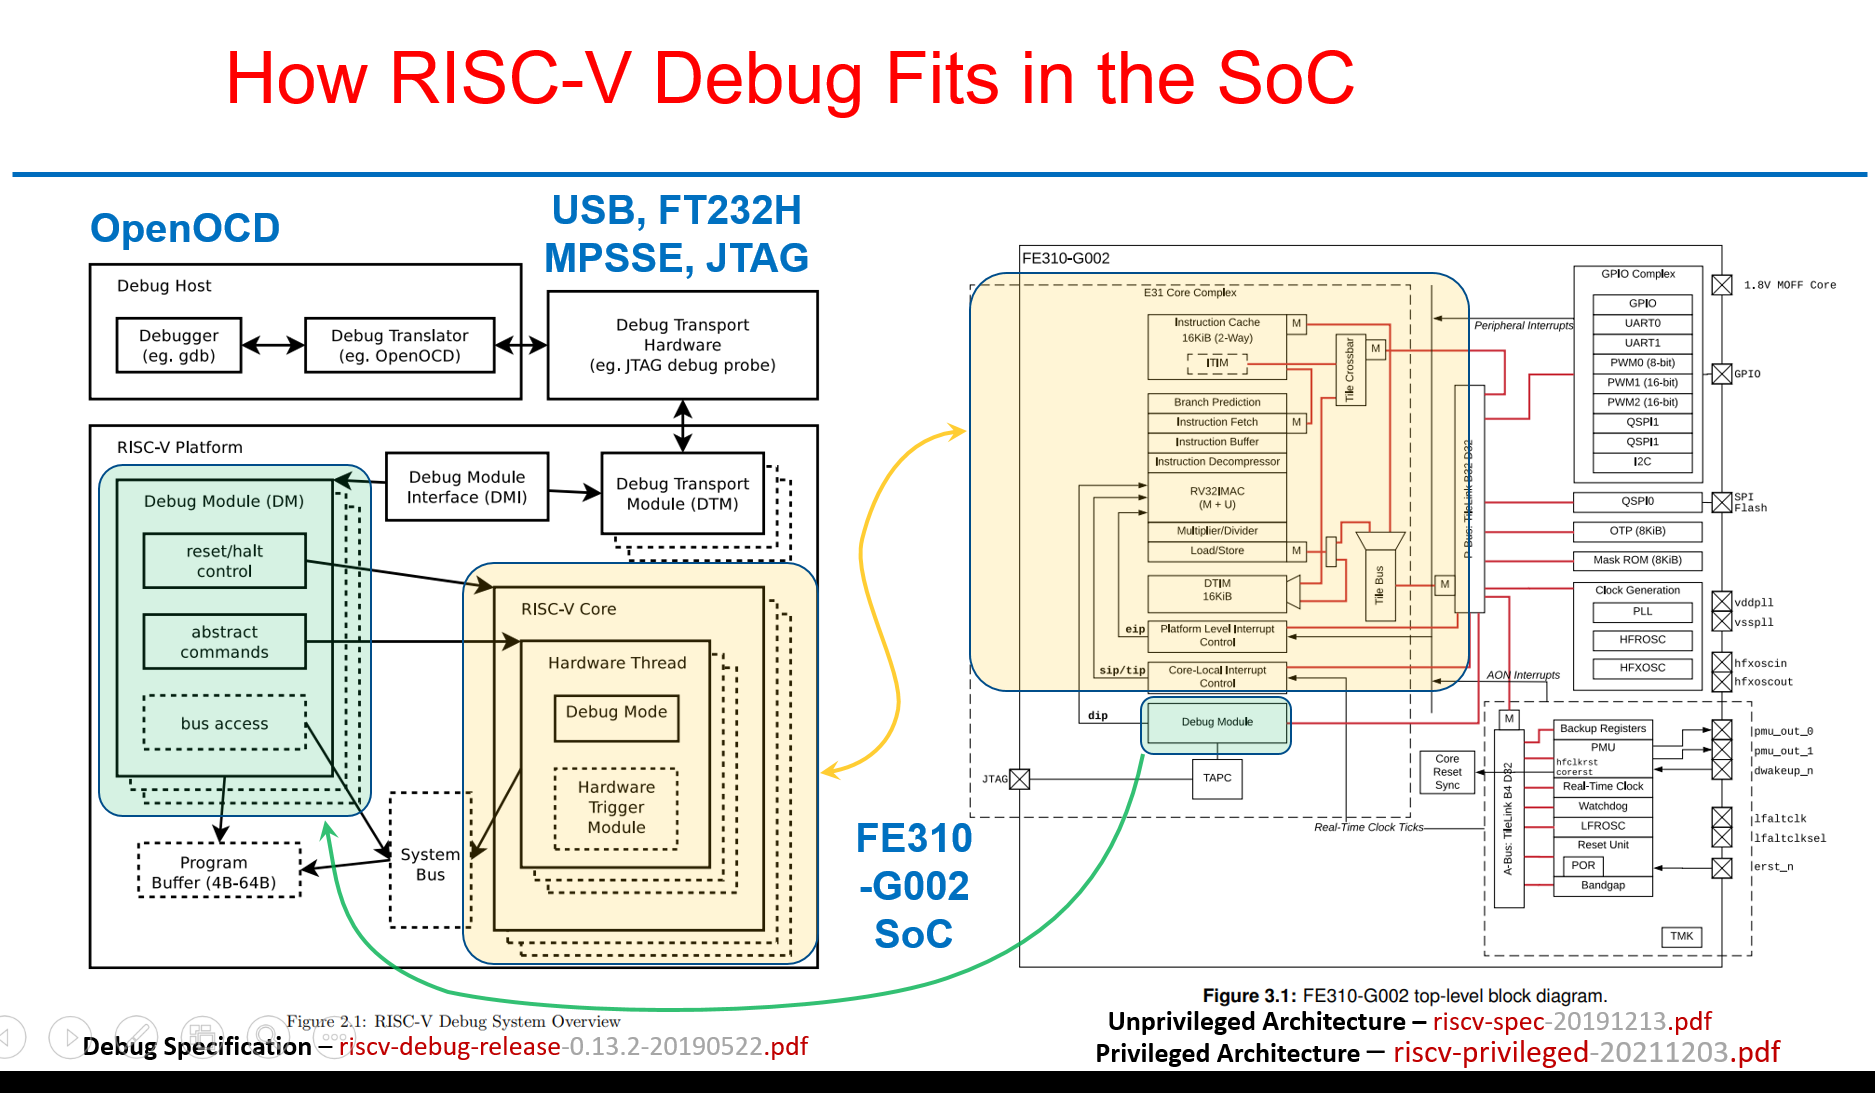 How RISC-V Debug Fits in the SoC
OpenOCD
USB, FT232H
MPSSE, JTAG
Debug Host
Debugger
(eg. gdb)
Debug Translator
(eg. OpenOCD)
Debug Transport
Hardware
(eg. JTAG debug probe)
RISC-V Platform
Debug Module (DM)
reset/halt
control
abstract
commands
bus access
Debug Module
Interface (DMI)
Debug Transport
Module (DTM)
RISC-V Core
Hardware Thread
Debug Mode
Hardware
Trigger
Module
Program
Buffer (4B-64B)
System
Bus
Figure 2.1: RISC-V Debug System Overview
Debug Specification – riscv-debug-release-0.13.2-20190522.pdf
FE310
-G002
SoC
FE310-G002
E31 Core Complex
Instruction Cache
16KiB (2-Way)
ITIM
M
Tile Crossbar
M
Branch Prediction
Instruction Fetch
M
Instruction Buffer
Instruction Decompressor
RV32IMAC
(M + U)
Multiplier/Divider
Load/Store
M
DTIM
16KiB
Tile Bus
M
P-Bus: TileLink B32 D32
eip
Platform Level Interrupt
Control
sip/tip
Core-Local Interrupt
Control
dip
Debug Module
TAPC
JTAG
Peripheral Interrupts
AON Interrupts
Real-Time Clock Ticks
GPIO Complex
GPIO
UART0
UART1
PWM0 (8-bit)
PWM1 (16-bit)
PWM2 (16-bit)
QSPI1
QSPI1
I2C
QSPI0
OTP (8KiB)
Mask ROM (8KiB)
Clock Generation
PLL
HFROSC
HFXOSC
1.8V MOFF Core
GPIO
SPI
Flash
vddpll
vsspll
hfxoscin
hfxoscout
M
A-Bus: TileLink B4 D32
Core
Reset
Sync
Backup Registers
PMU
hfclkrst
corerst
Real-Time Clock
Watchdog
LFROSC
Reset Unit
POR
Bandgap
TMK
pmu_out_0
pmu_out_1
dwakeup_n
lfaltclk
lfaltclksel
erst_n
Figure 3.1: FE310-G002 top-level block diagram.
Unprivileged Architecture – riscv-spec-20191213.pdf
Privileged Architecture – riscv-privileged-20211203.pdf